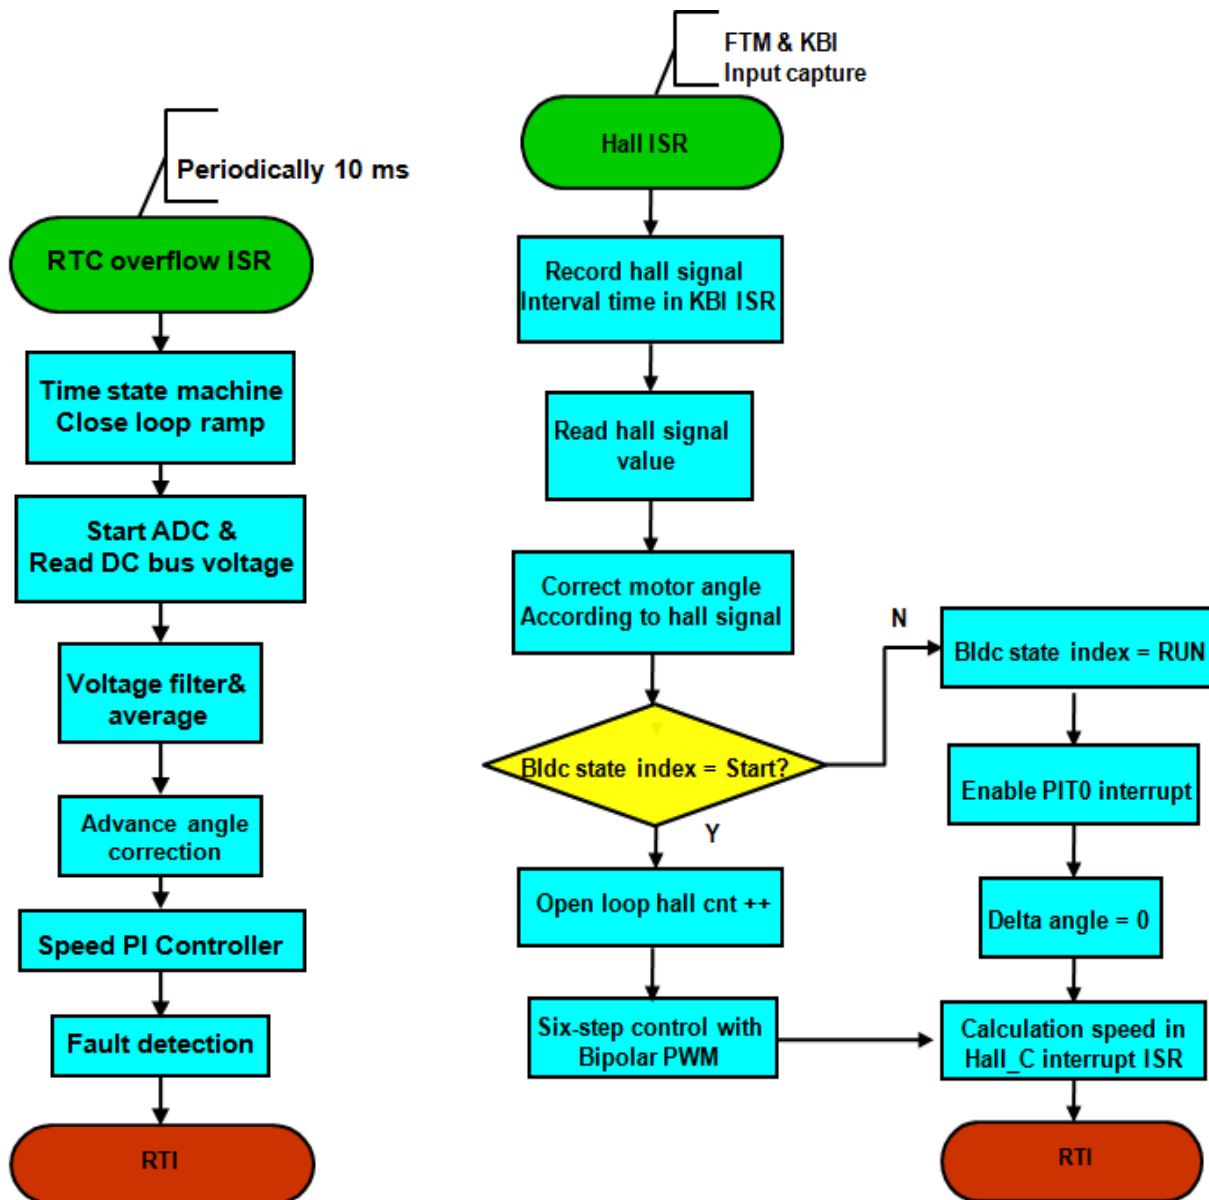 Periodically 10 ms
RTC overflow ISR
Time state machine
Close loop ramp
Start ADC &
Read DC bus voltage
Voltage filter&
average
Advance angle
correction
Speed PI Controller
Fault detection
RTI
FTM & KBI
Input capture
Hall ISR
Record hall signal
Interval time in KBI ISR
Read hall signal
value
Correct motor angle
According to hall signal
Bldc state index = Start?
Y
Open loop hall cnt ++
Six-step control with
Bipolar PWM
N
Bldc state index = RUN
Enable PIT0 interrupt
Delta angle = 0
Calculation speed in
Hall_C interrupt ISR
RTI